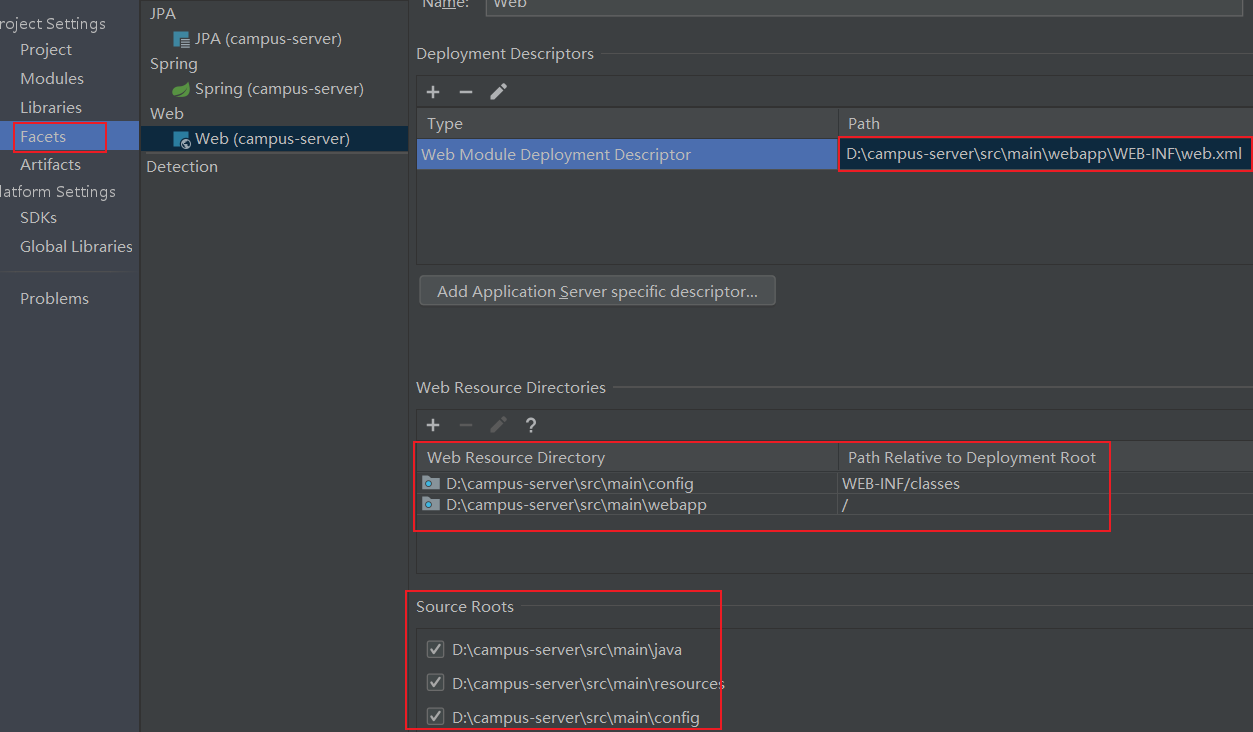 roject Settings
Project
Modules
Libraries
Facets
Artifacts
latform Settings
SDKs
Global Libraries
Problems
JPA
JPA (campus-server)
Spring
Spring (campus-server)
Web
Web (campus-server)
Detection
Name: Web
Deployment Descriptors
Type Path
Web Module Deployment Descriptor D:\campus-server\src\main\webapp\WEB-INF\web.xml
Add Application Server specific descriptor...
Web Resource Directories
?
Web Resource Directory Path Relative to Deployment Root
D:\campus-server\src\main\config WEB-INF/classes
D:\campus-server\src\main\webapp /
Source Roots
D:\campus-server\src\main\java
D:\campus-server\src\main\resources
D:\campus-server\src\main\config